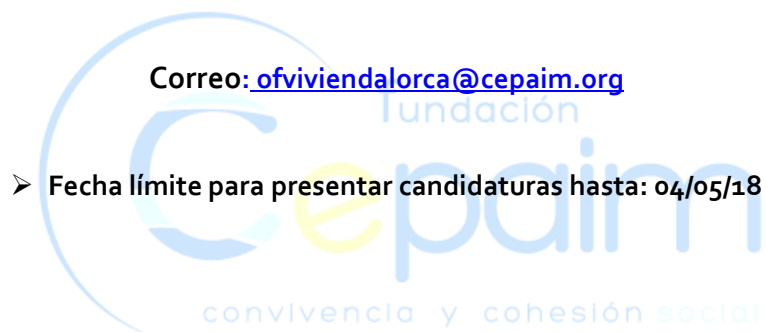 Correo: ofviviendalorca@cepaim.org
fundación
➢ Fecha límite para presentar candidaturas hasta: 04/05/18
Cepaim
convivencia y cohesión social